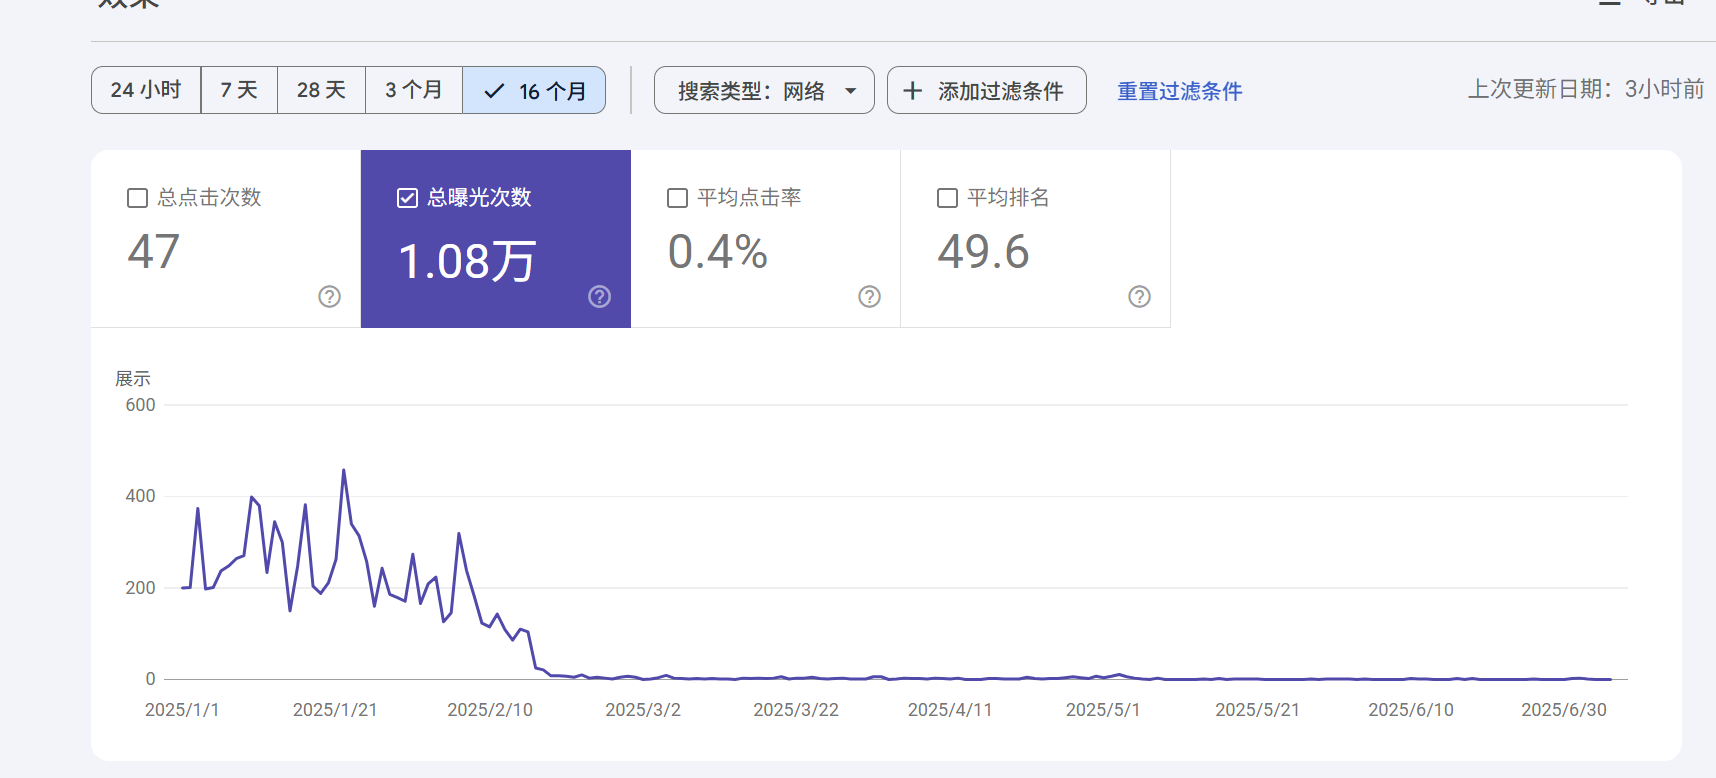 效果
导出
24 小时 7 天 28 天 3 个月 16 个月 搜索类型：网络 添加过滤条件 重置过滤条件 上次更新日期：3小时前
总点击次数 总曝光次数 平均点击率 平均排名
47 1.08万 0.4% 49.6
展示
600
400
200
0
2025/1/1 2025/1/21 2025/2/10 2025/3/2 2025/3/22 2025/4/11 2025/5/1 2025/5/21 2025/6/10 2025/6/30